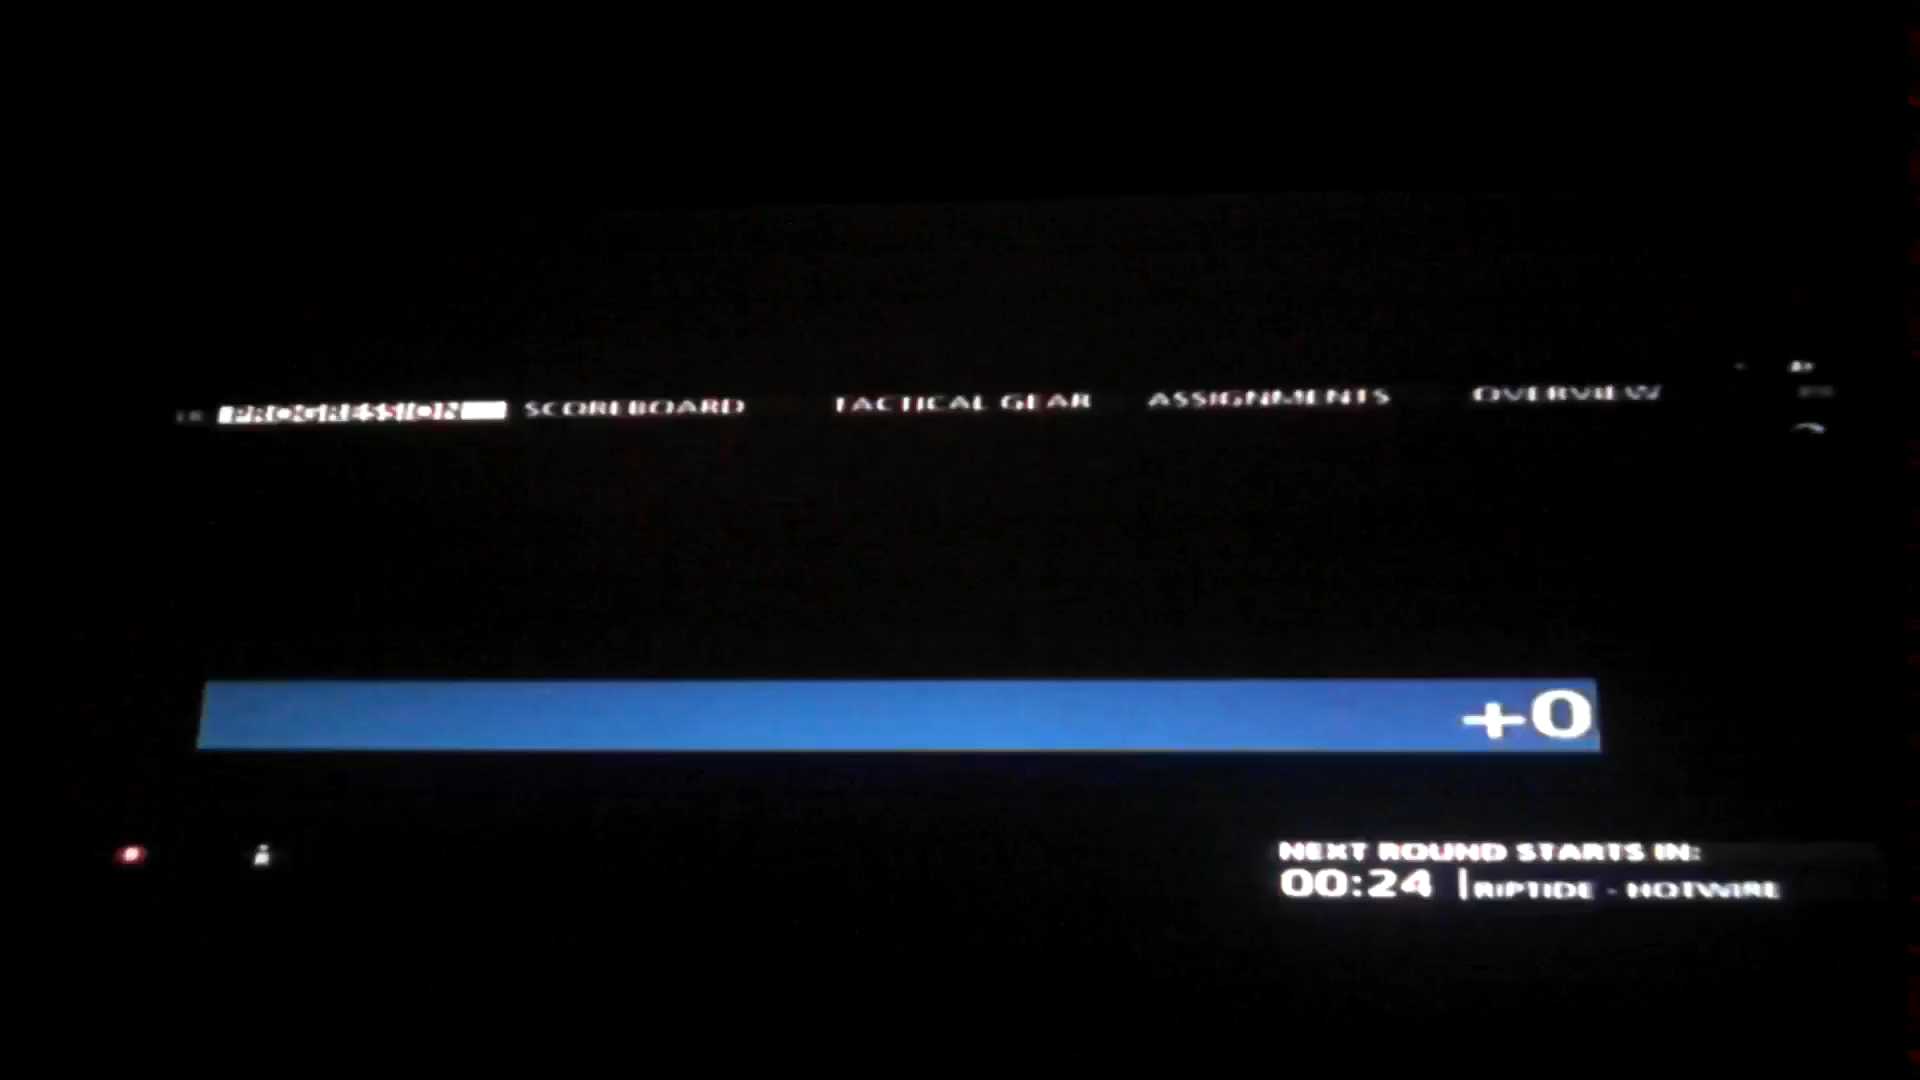 PROGRESSION SCOREBOARD TACTICAL GEAR ASSIGNMENTS OVERVIEW
+0
NEXT ROUND STARTS IN:
00:24 | RIPTIDE - HOTWIRE